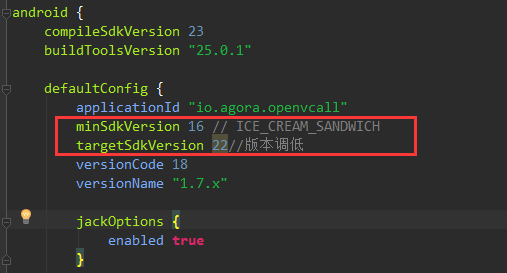 android {
compileSdkVersion 23
buildToolsVersion "25.0.1"
defaultConfig {
applicationId "io.agora.openvcall"
minSdkVersion 16 // ICE_CREAM_SANDWICH
targetSdkVersion 22//版本调低
versionCode 18
versionName "1.7.x"
jackOptions {
enabled true
}